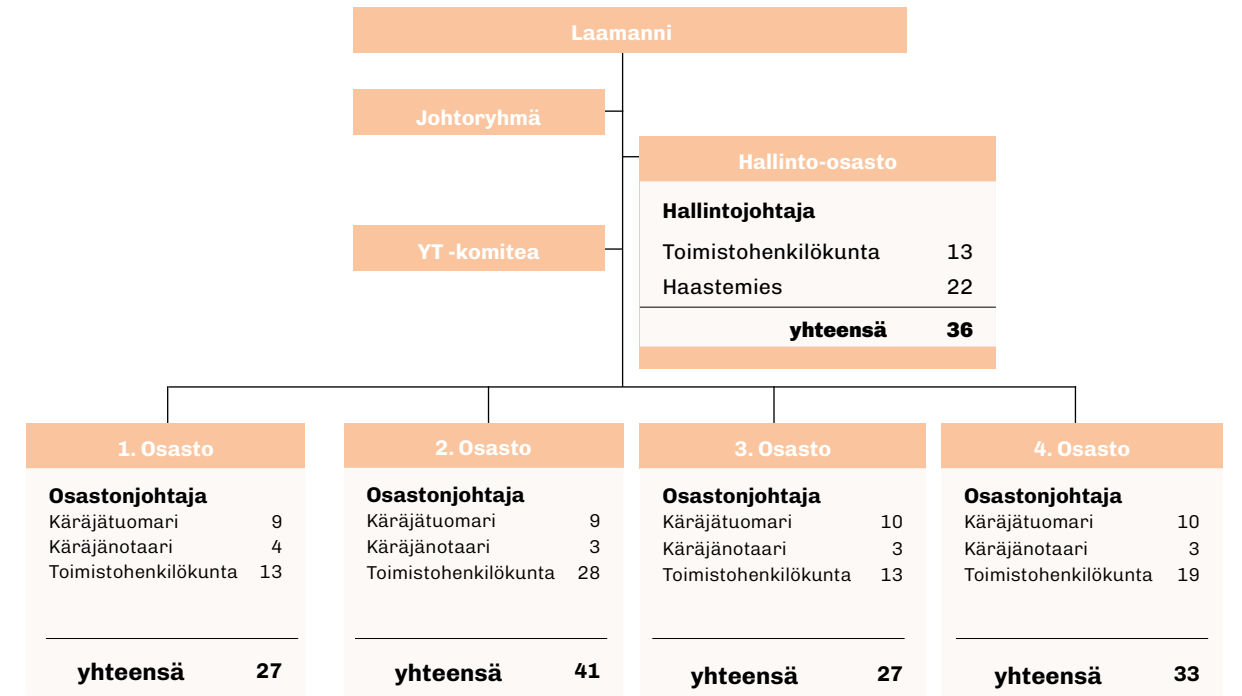 Laamanni
Johtoryhmä
Hallinto-osasto
Hallintojohtaja
Toimistohenkilökunta 13
Haastemies 22
yhteensä 36
YT -komitea
1. Osasto
Osastonjohtaja
Käräjätuomari 9
Käräjänotaari 4
Toimistohenkilökunta 13
yhteensä 27
2. Osasto
Osastonjohtaja
Käräjätuomari 9
Käräjänotaari 3
Toimistohenkilökunta 28
yhteensä 41
3. Osasto
Osastonjohtaja
Käräjätuomari 10
Käräjänotaari 3
Toimistohenkilökunta 13
yhteensä 27
4. Osasto
Osastonjohtaja
Käräjätuomari 10
Käräjänotaari 3
Toimistohenkilökunta 19
yhteensä 33